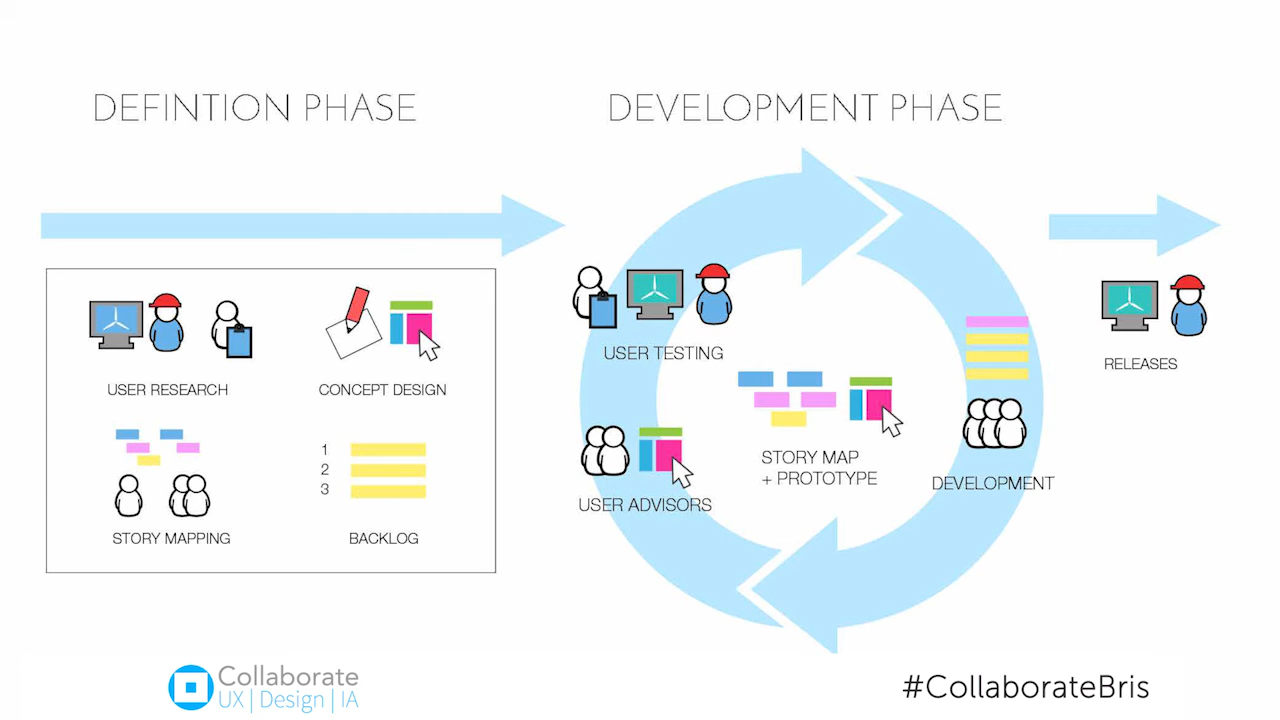 DEFINTION PHASE
DEVELOPMENT PHASE
USER RESEARCH
CONCEPT DESIGN
STORY MAPPING
1
2
3
BACKLOG
USER TESTING
USER ADVISORS
STORY MAP
+ PROTOTYPE
DEVELOPMENT
RELEASES
Collaborate
UX | Design | IA
#CollaborateBris